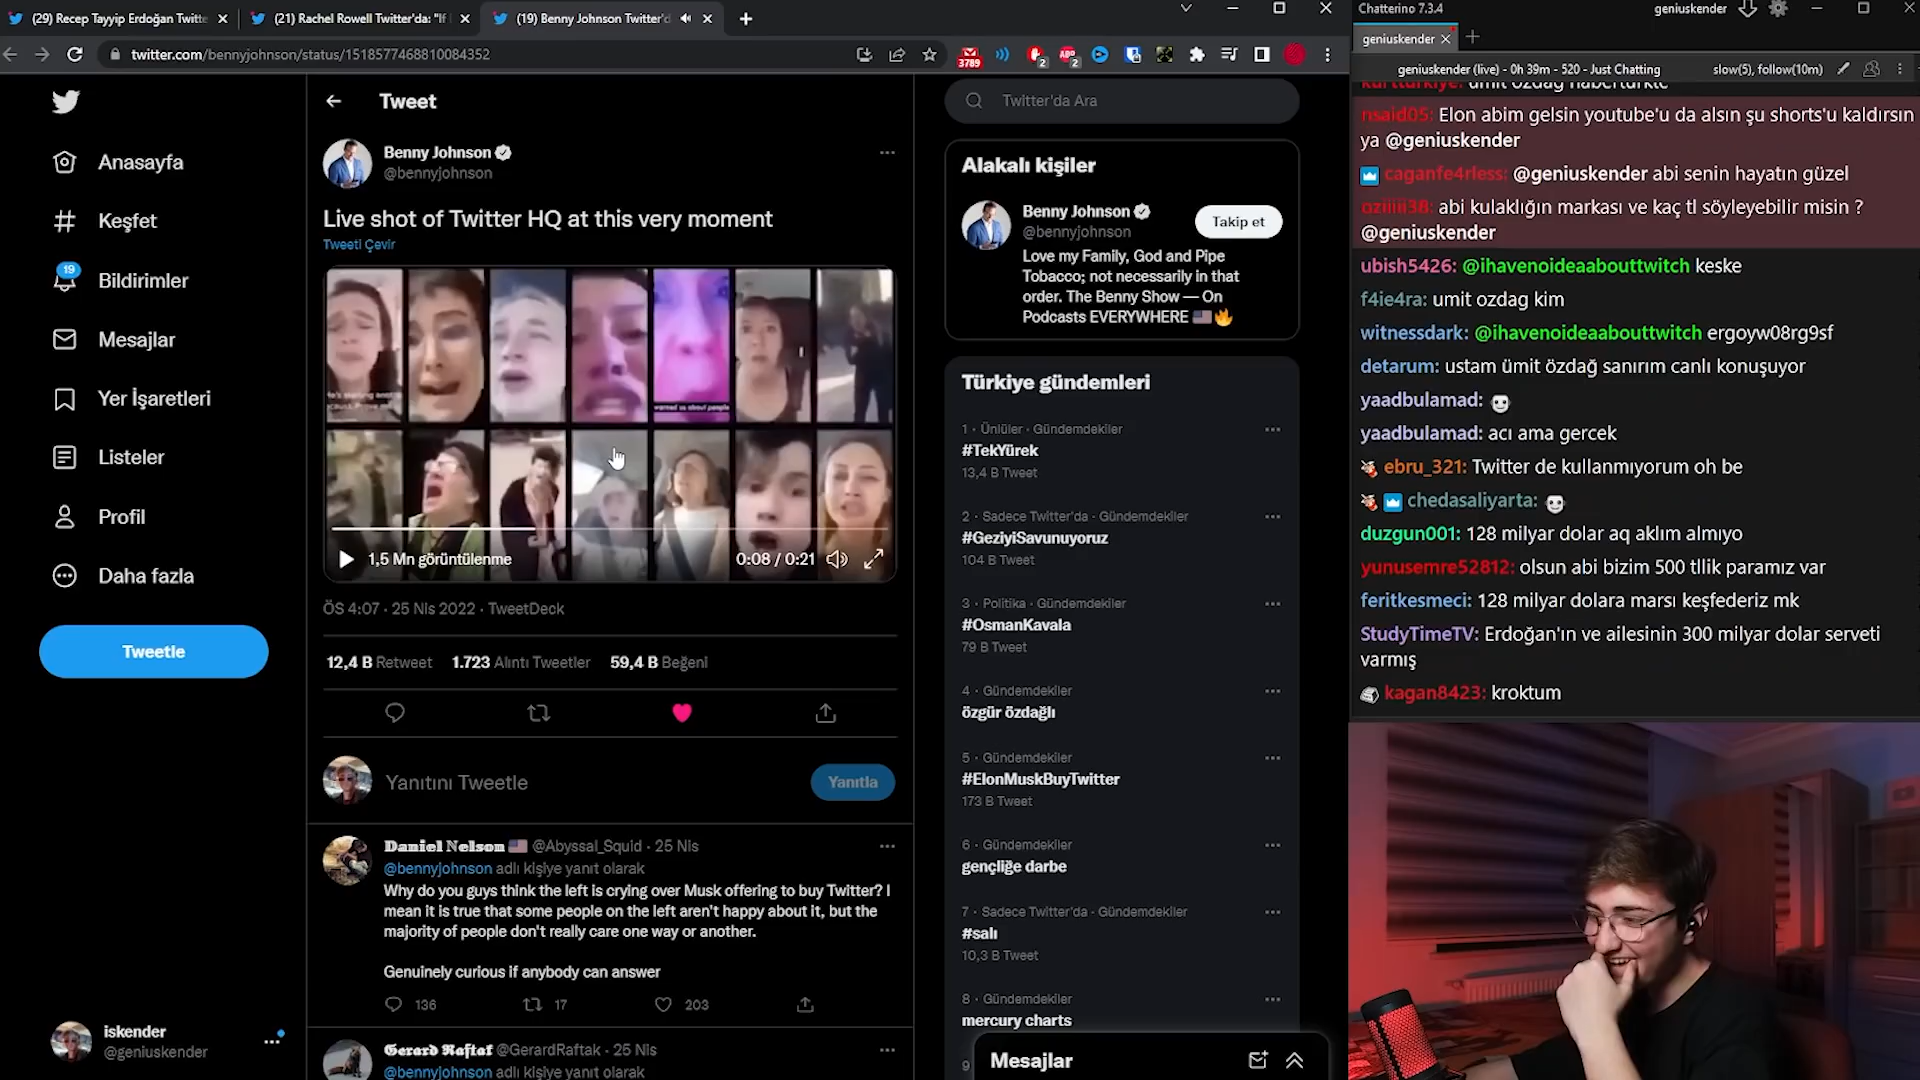 (29) Recep Tayyip Erdoğan Twitte
(21) Rachel Rowell Twitter'da: "If
(19) Benny Johnson Twitter'd
twitter.com/bennyjohnson/status/1518577468810084352
3789
2
2
Anasayfa
Keşfet
19
Bildirimler
Mesajlar
Yer İşaretleri
Listeler
Profil
Daha fazla
Tweetle
iskender
@geniuskender
Tweet
Benny Johnson
@bennyjohnson
Live shot of Twitter HQ at this very moment
Tweeti Çevir
warned us about people
1,5 Mn görüntülenme
0:08 / 0:21
ÖS 4:07 · 25 Nis 2022 · TweetDeck
12,4 B Retweet 1.723 Alıntı Tweetler 59,4 B Beğeni
Yanıtını Tweetle
Yanıtla
Daniel Nelson @Abyssal_Squid · 25 Nis
@bennyjohnson adlı kişiye yanıt olarak
Why do you guys think the left is crying over Musk offering to buy Twitter? I
mean it is true that some people on the left aren't happy about it, but the
majority of people don't really care one way or another.
Genuinely curious if anybody can answer
136
17
203
Gerard Raftaf @GerardRaftak · 25 Nis
@bennyjohnson adlı kişiye yanıt olarak
Twitter'da Ara
Alakalı kişiler
Benny Johnson
@bennyjohnson
Takip et
Love my Family, God and Pipe
Tobacco; not necessarily in that
order. The Benny Show — On
Podcasts EVERYWHERE
Türkiye gündemleri
1 · Ünlüler · Gündemdekiler
#TekYürek
13,4 B Tweet
2 · Sadece Twitter'da · Gündemdekiler
#GeziyiSavunuyoruz
104 B Tweet
3 · Politika · Gündemdekiler
#OsmanKavala
79 B Tweet
4 · Gündemdekiler
özgür özdağlı
5 · Gündemdekiler
#ElonMuskBuyTwitter
173 B Tweet
6 · Gündemdekiler
gençliğe darbe
7 · Sadece Twitter'da · Gündemdekiler
#salı
10,3 B Tweet
8 · Gündemdekiler
mercury charts
9
Mesajlar
Chatterino 7.3.4
geniuskender
geniuskender
geniuskender (live) - 0h 39m - 520 - Just Chatting
slow(5), follow(10m)
kurtturkiye: umit özdag habertürkte
nsaid05: Elon abim gelsin youtube'u da alsın şu shorts'u kaldırsın
ya @geniuskender
caganfe4rless: @geniuskender abi senin hayatın güzel
oziiiii38: abi kulaklığın markası ve kaç tl söyleyebilir misin ?
@geniuskender
ubish5426: @ihavenoideaabouttwitch keske
f4ie4ra: umit ozdag kim
witnessdark: @ihavenoideaabouttwitch ergoyw08rg9sf
detarum: ustam ümit özdağ sanırım canlı konuşuyor
yaadbulamad:
yaadbulamad: acı ama gercek
ebru_321: Twitter de kullanmıyorum oh be
chedasaliyarta:
duzgun001: 128 milyar dolar aq aklım almıyo
yunusemre52812: olsun abi bizim 500 tllik paramız var
feritkesmeci: 128 milyar dolara marsı keşfederiz mk
StudyTimeTV: Erdoğan'ın ve ailesinin 300 milyar dolar serveti
varmış
kagan8423: kroktum